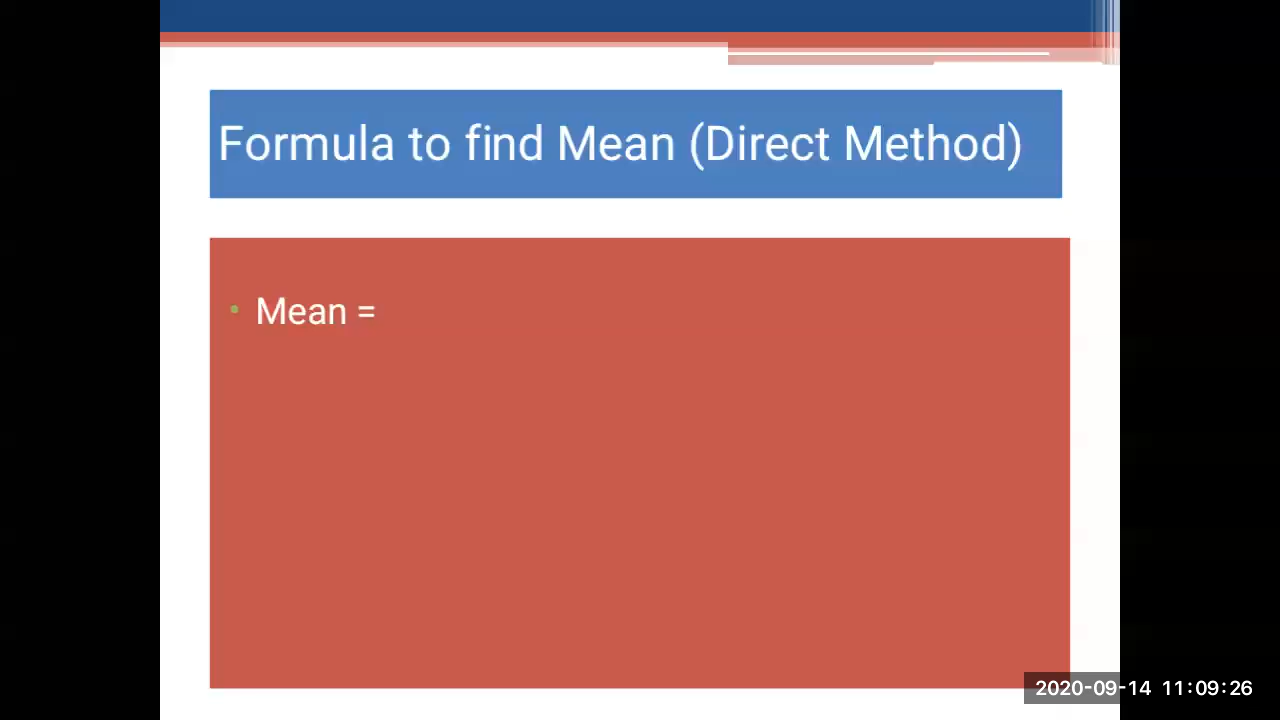 Formula to find Mean (Direct Method)
• Mean =
2020-09-14 11:09:26